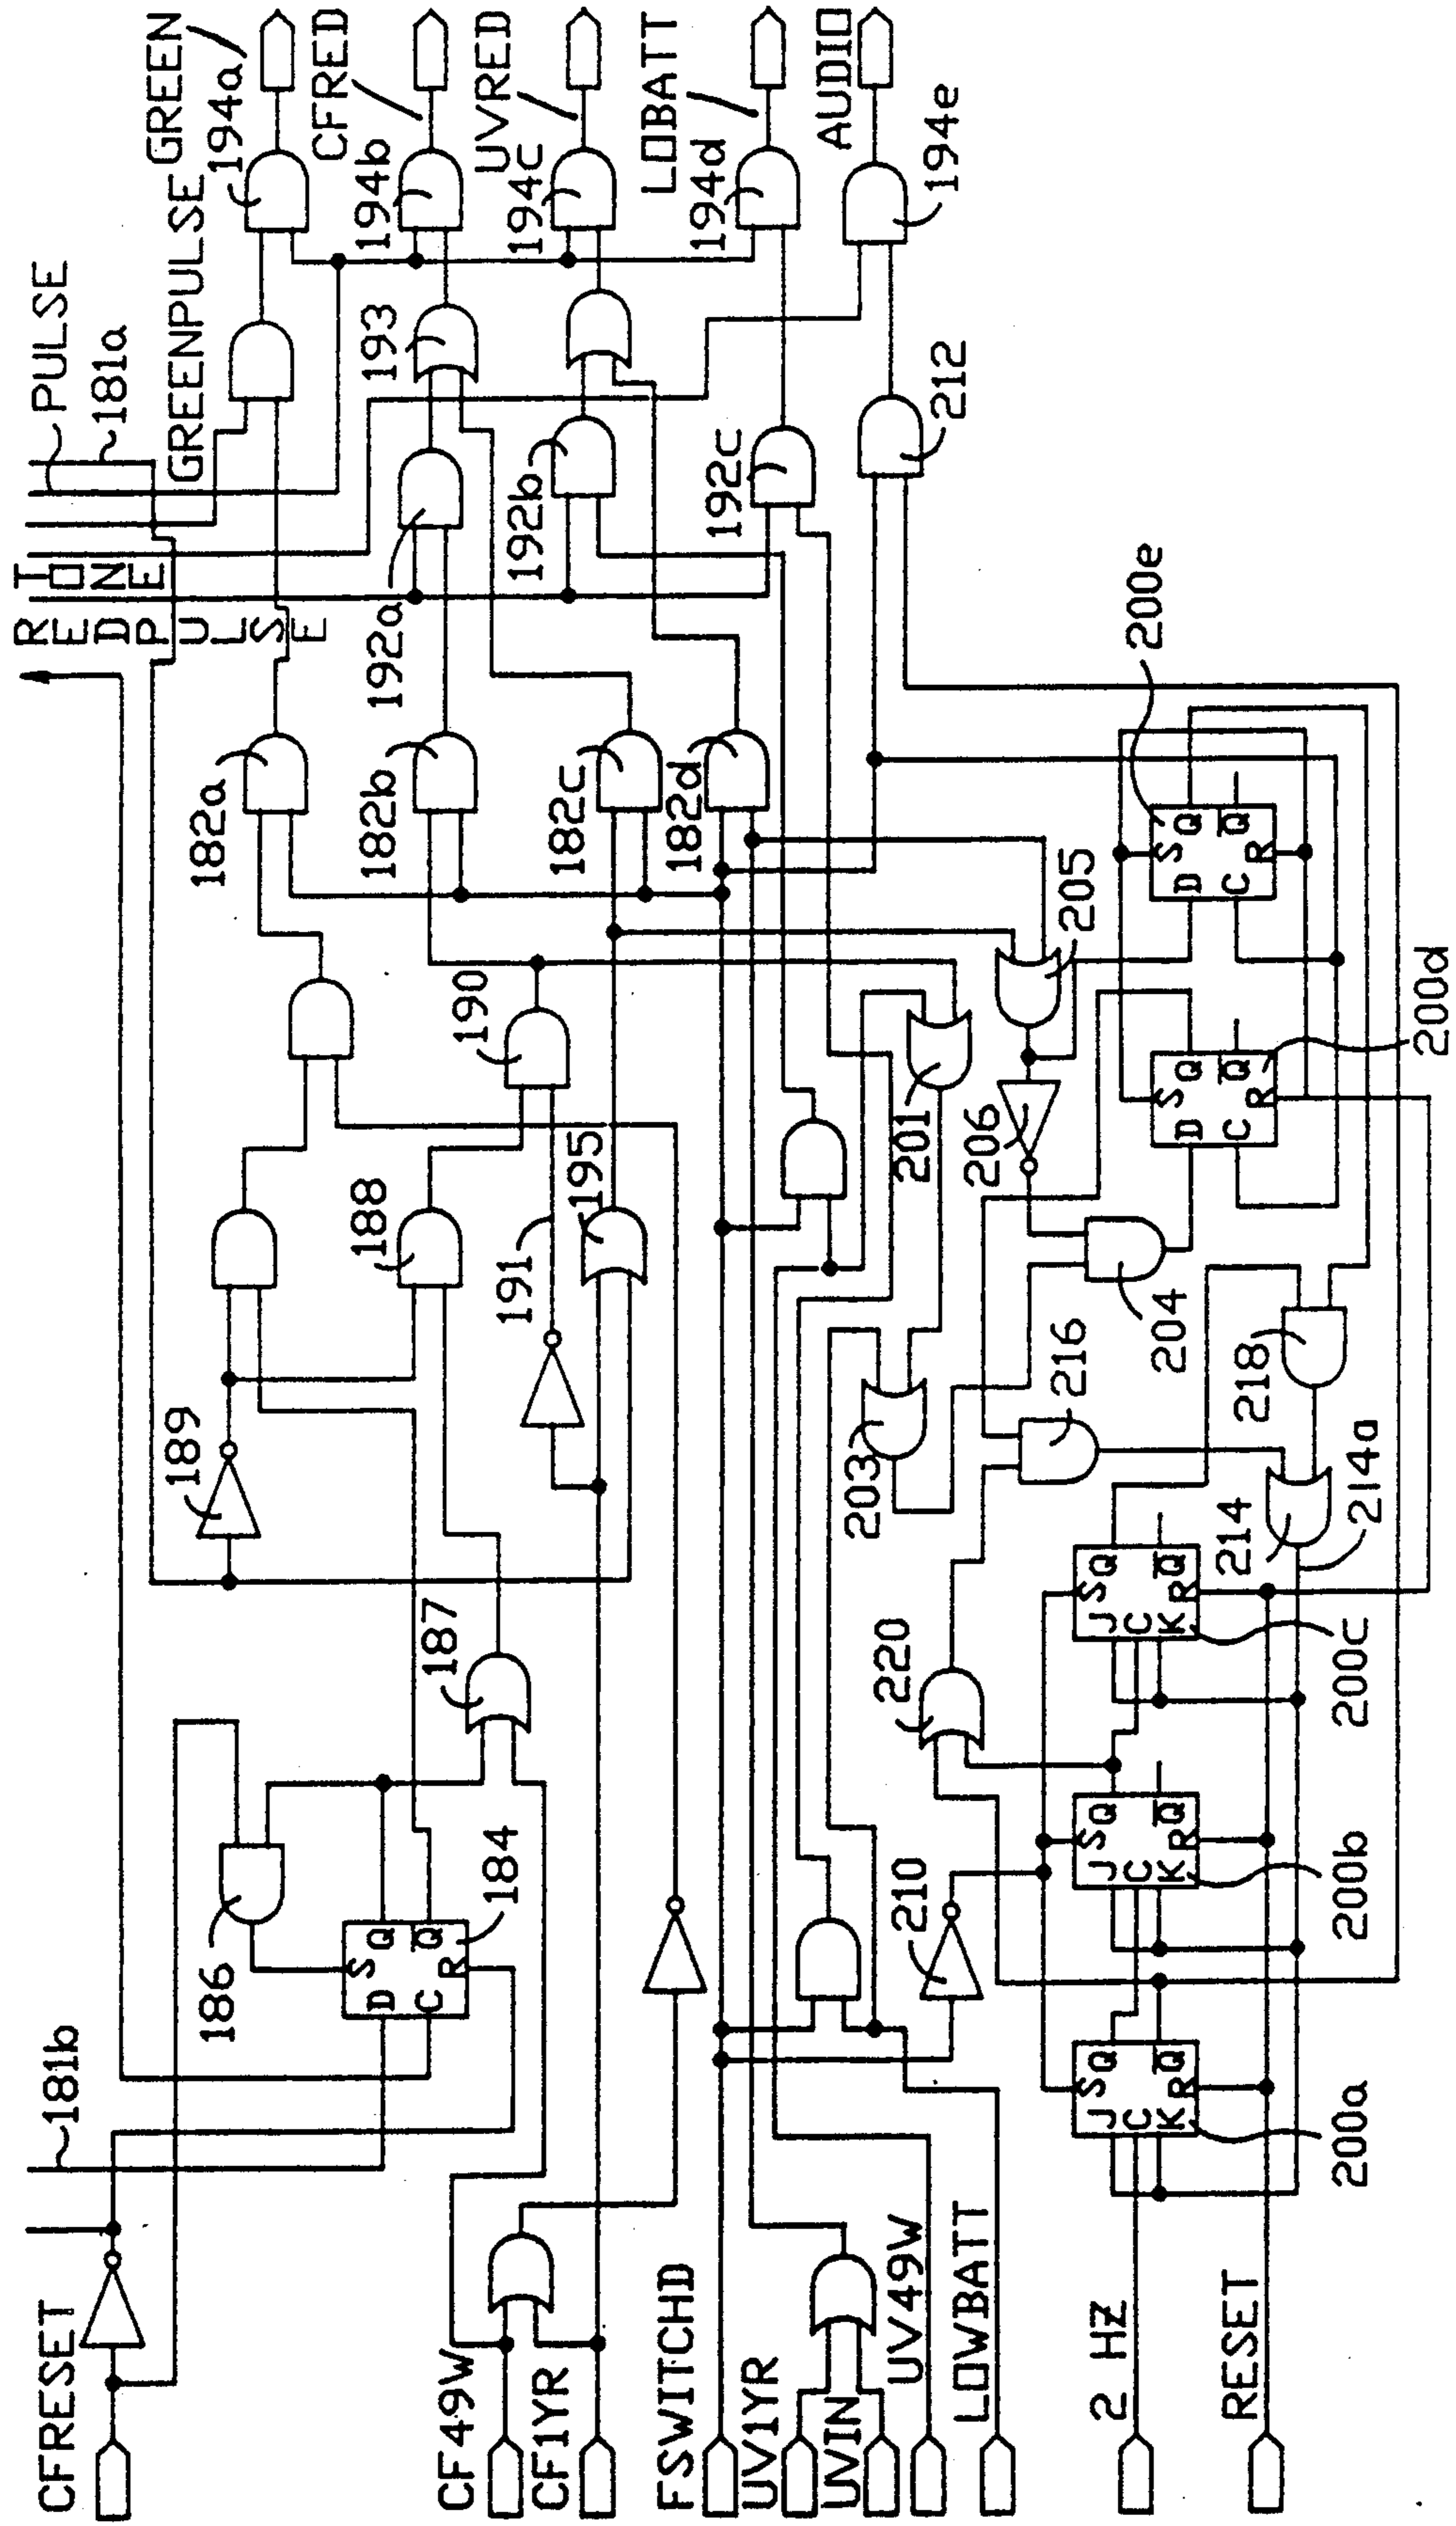 GREEN
194a
CFRED
194b
UVRED
194c
LOBATT
194d
AUDIO
194e
PULSE
181a
GREENPULSE
TONE
REDPULSE
193
192a
192b
192c
212
182a
182b
182c
182d
200e
S
D
Q
C
Q
R
205
200d
S
D
Q
C
Q
R
190
201
206
191
195
188
204
189
203
216
218
187
220
214
214a
200c
S
J
Q
C
K
Q
R
186
184
S
D
Q
C
Q
R
210
200b
S
J
Q
C
K
Q
R
181b
200a
S
J
Q
C
K
Q
R
CFRESET
CF49W
CF1YR
FSWITCHD
UV1YR
UVIN
UV49W
LOWBATT
2 HZ
RESET